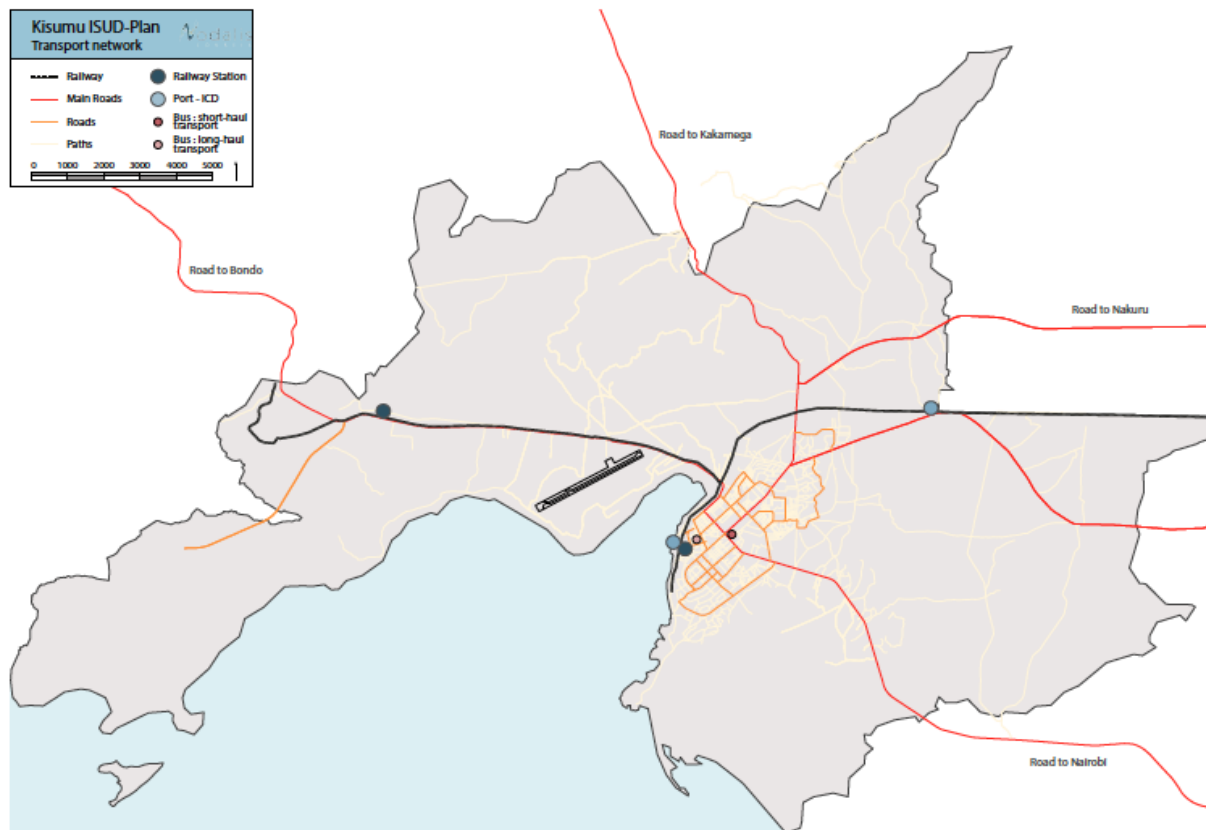 Kisumu ISUD-Plan
Transport network
Railway
Main Roads
Roads
Paths
Railway Station
Port - ICD
Bus : short-haul
transport
Bus : long-haul
transport
0 1000 2000 3000 4000 5000
Road to Kakamega
Road to Bondo
Road to Nakuru
Road to Nairobi